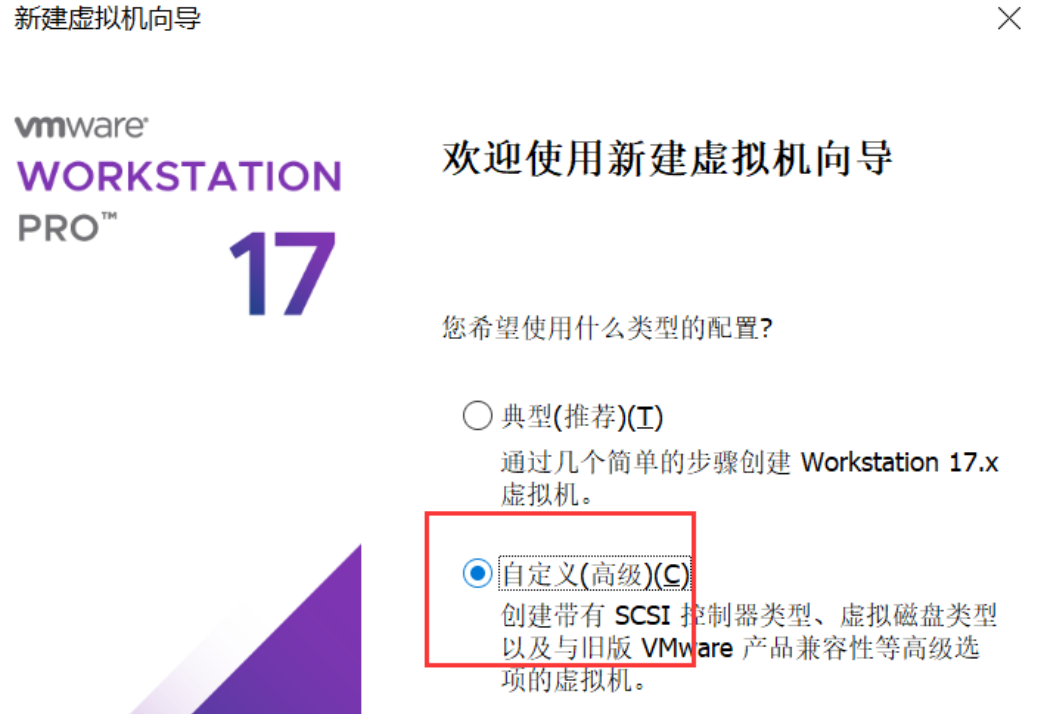 新建虚拟机向导
vmware®
WORKSTATION
PRO™
17
欢迎使用新建虚拟机向导
您希望使用什么类型的配置?
典型(推荐)(T)
通过几个简单的步骤创建 Workstation 17.x
虚拟机。
自定义(高级)(C)
创建带有 SCSI 控制器类型、虚拟磁盘类型
以及与旧版 VMware 产品兼容性等高级选
项的虚拟机。